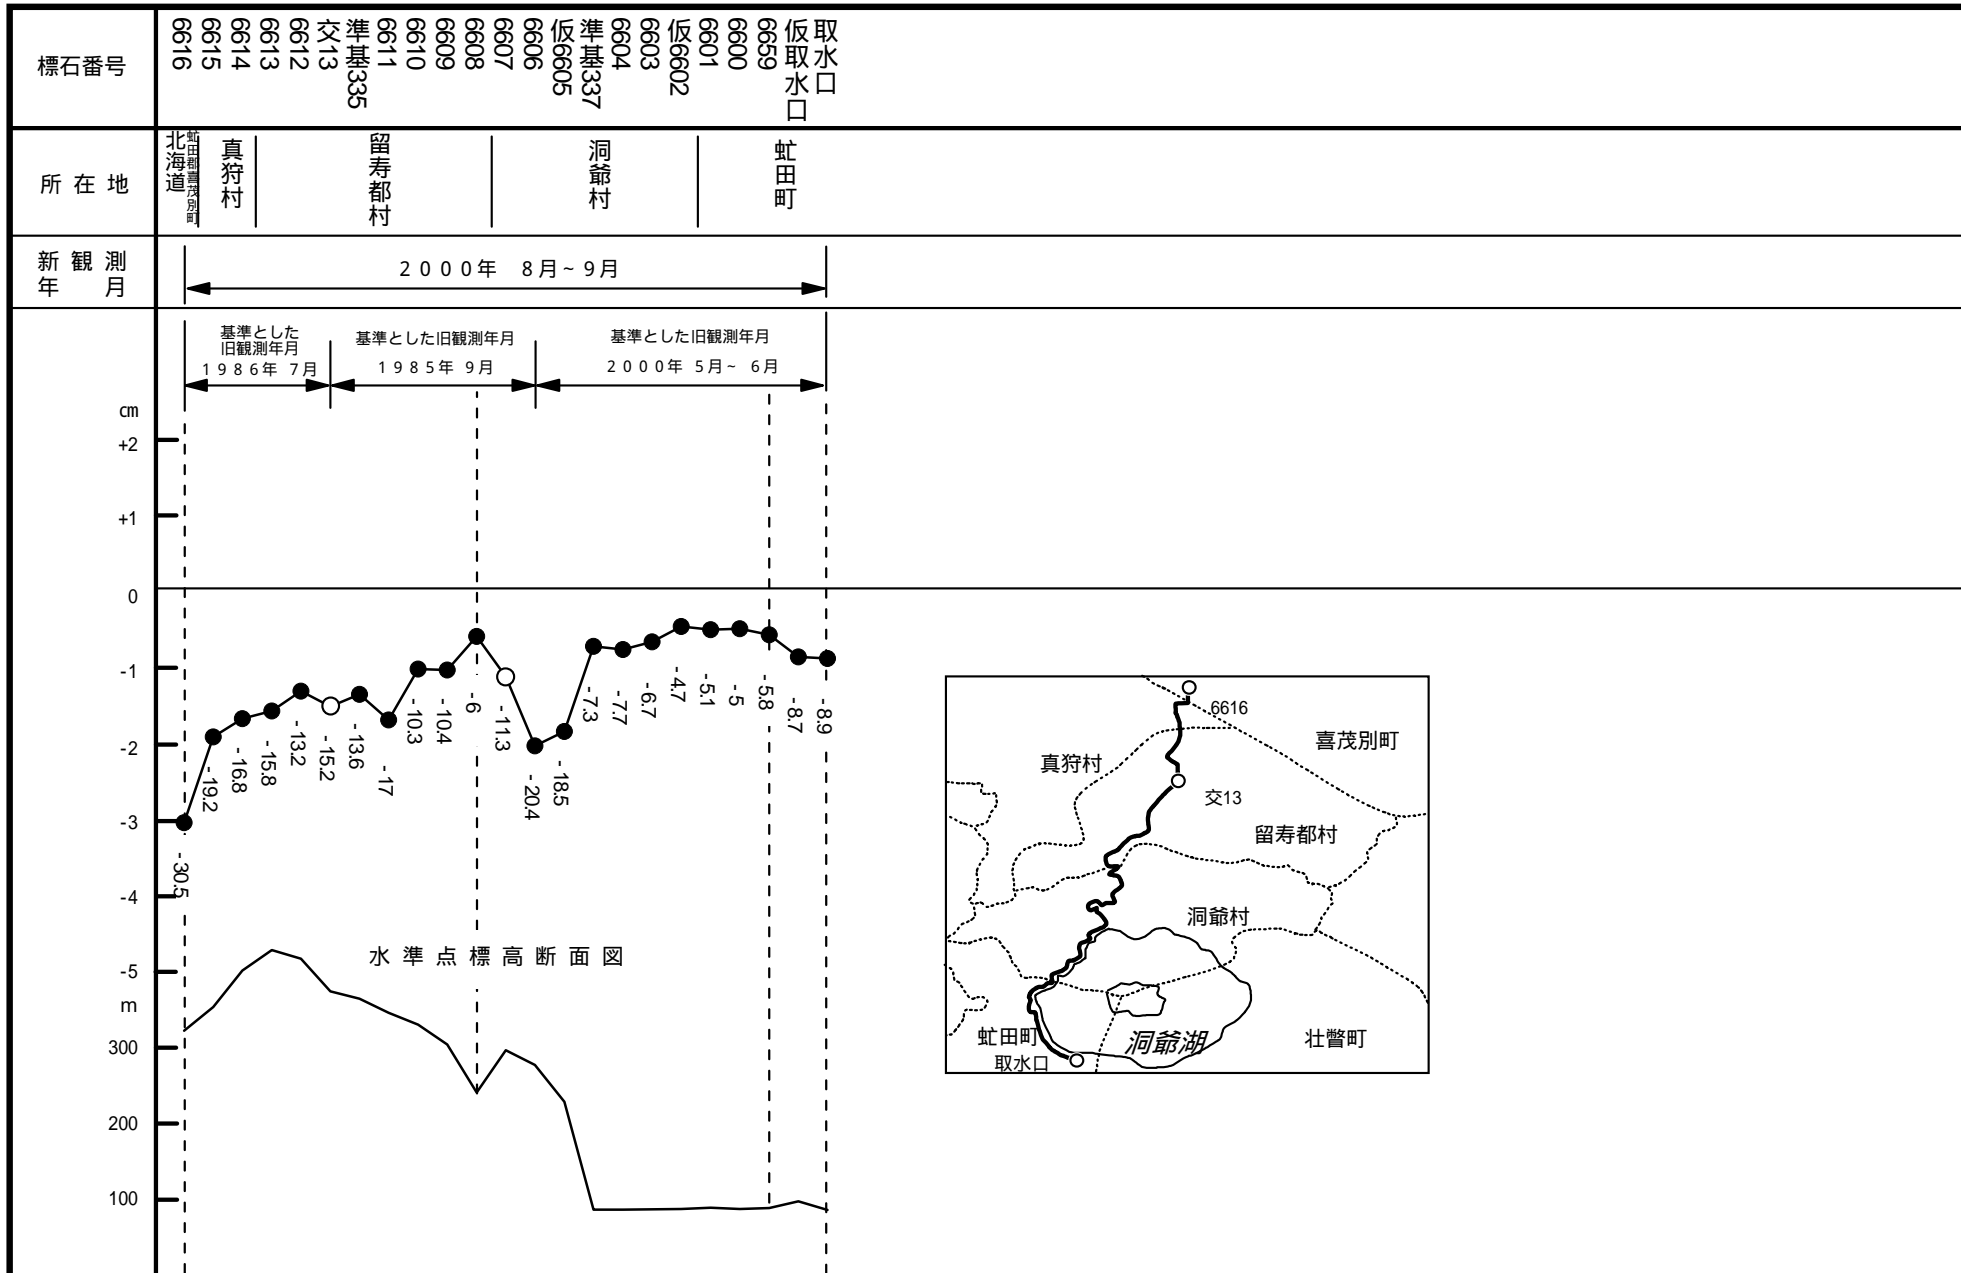 標石番号
6616
6615
6614
6613
6612
交13
準基335
6611
6610
6609
6608
6607
6606
仮6605
準基337
6604
6603
仮6602
6601
6600
6659
仮取水口
取水口
所在地
北海道
虻田郡喜茂別町
真狩村
留寿都村
洞爺村
虻田町
新観測
年月
2000年 8月~9月
基準とした
旧観測年月
1986年 7月
基準とした旧観測年月
1985年 9月
基準とした旧観測年月
2000年 5月~ 6月
cm
+2
+1
0
-1
-2
-3
-4
-5
-30.5
-19.2
-16.8
-15.8
-13.2
-15.2
-13.6
-17
-10.3
-10.4
-6
-11.3
-20.4
-18.5
-7.3
-7.7
-6.7
-4.7
-5.1
-5
-5.8
-8.7
-8.9
水準点標高断面図
m
300
200
100
6616
喜茂別町
真狩村
交13
留寿都村
洞爺村
虻田町
洞爺湖
壮瞥町
取水口